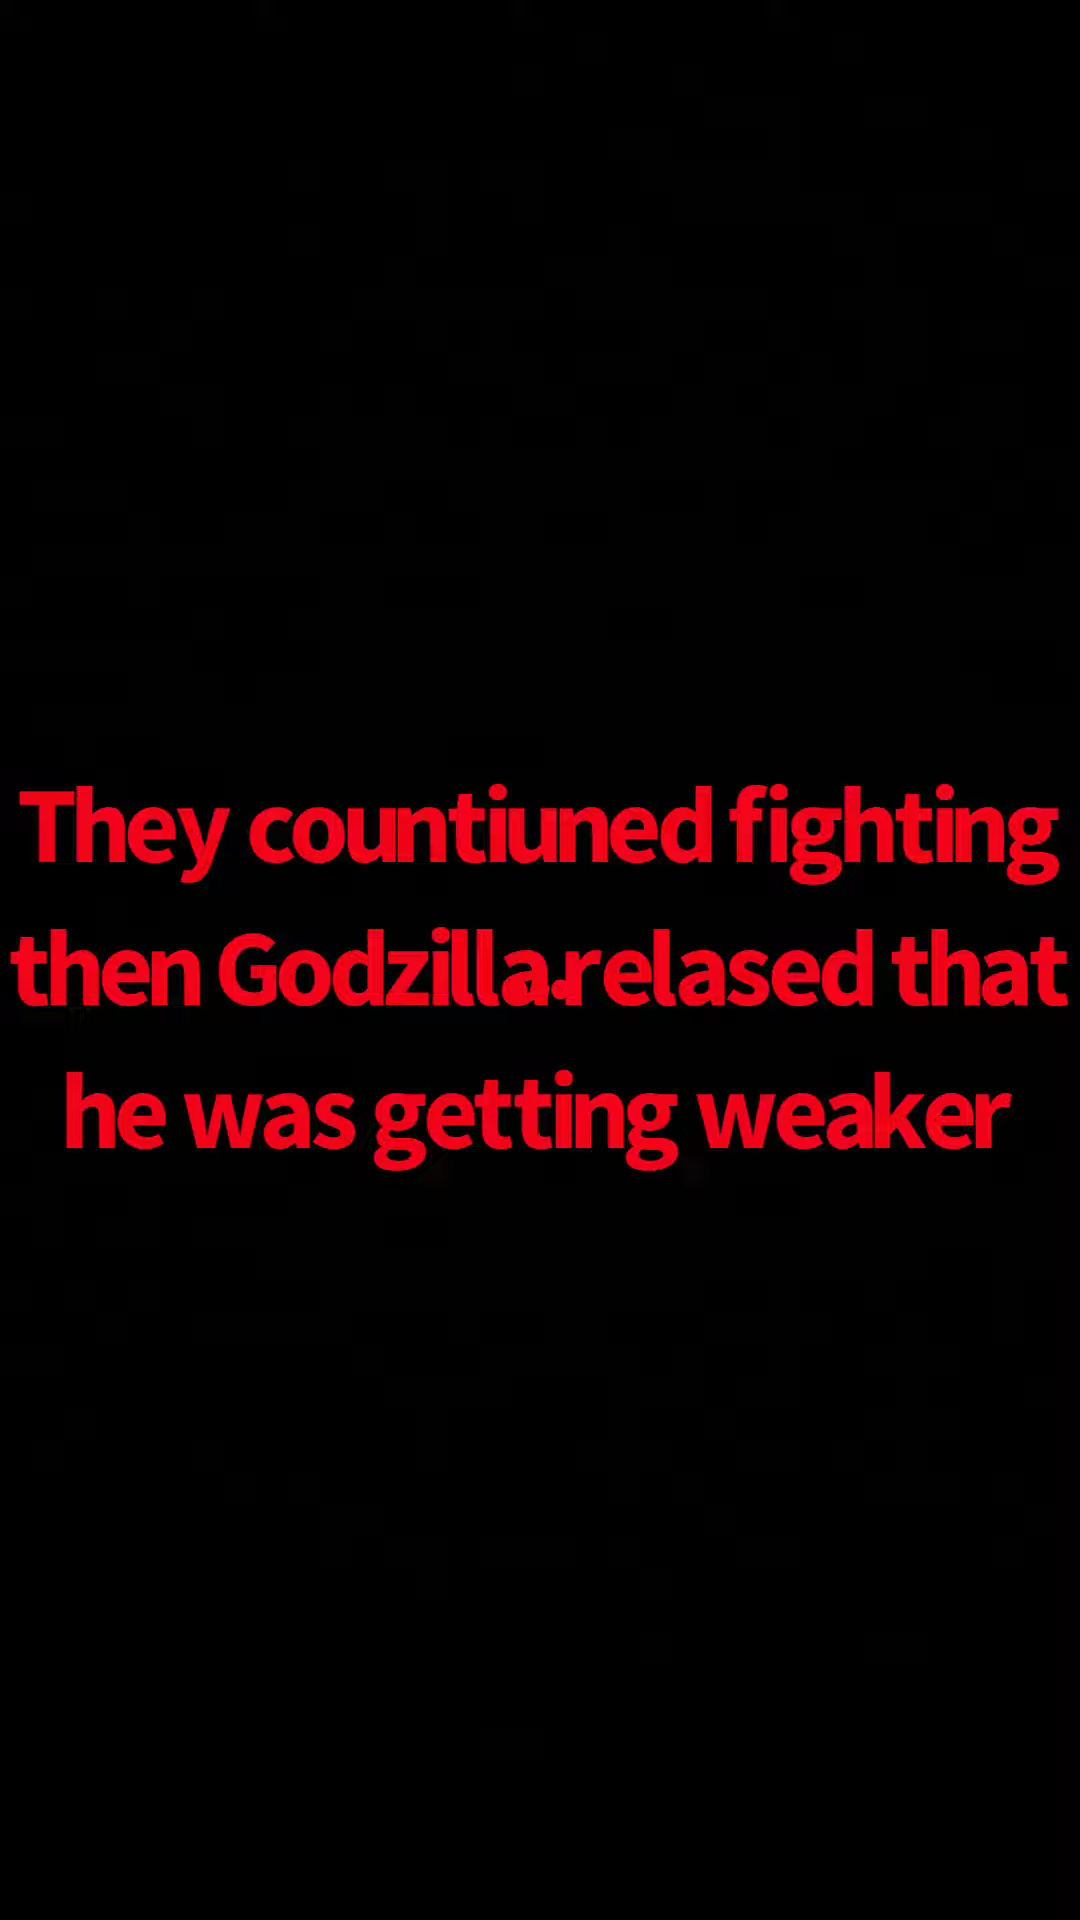 They countiuned fighting
then Godzilla relased that
he was getting weaker